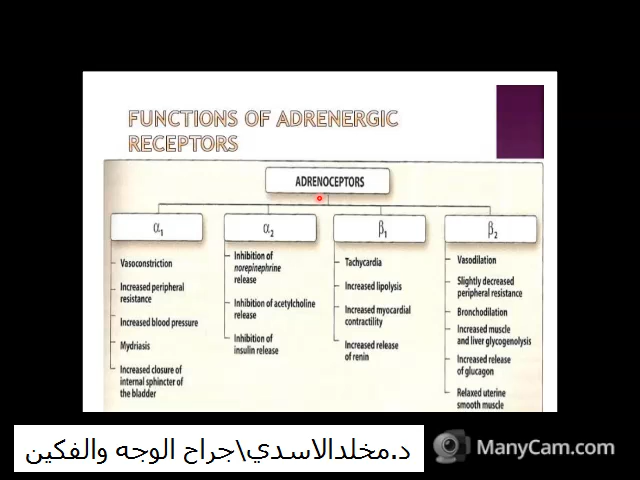 FUNCTIONS OF ADRENERGIC
RECEPTORS
ADRENOCEPTORS
α1
Vasoconstriction
Increased peripheral
resistance
Increased blood pressure
Mydriasis
Increased closure of
internal sphincter of
the bladder
α2
Inhibition of
norepinephrine
release
Inhibition of acetylcholine
release
Inhibition of
insulin release
β1
Tachycardia
Increased lipolysis
Increased myocardial
contractility
Increased release
of renin
β2
Vasodilation
Slightly decreased
peripheral resistance
Bronchodilation
Increased muscle
and liver glycogenolysis
Increased release
of glucagon
Relaxed uterine
smooth muscle
د.مخلدالاسدي\جراح الوجه والفكين
ManyCam.com